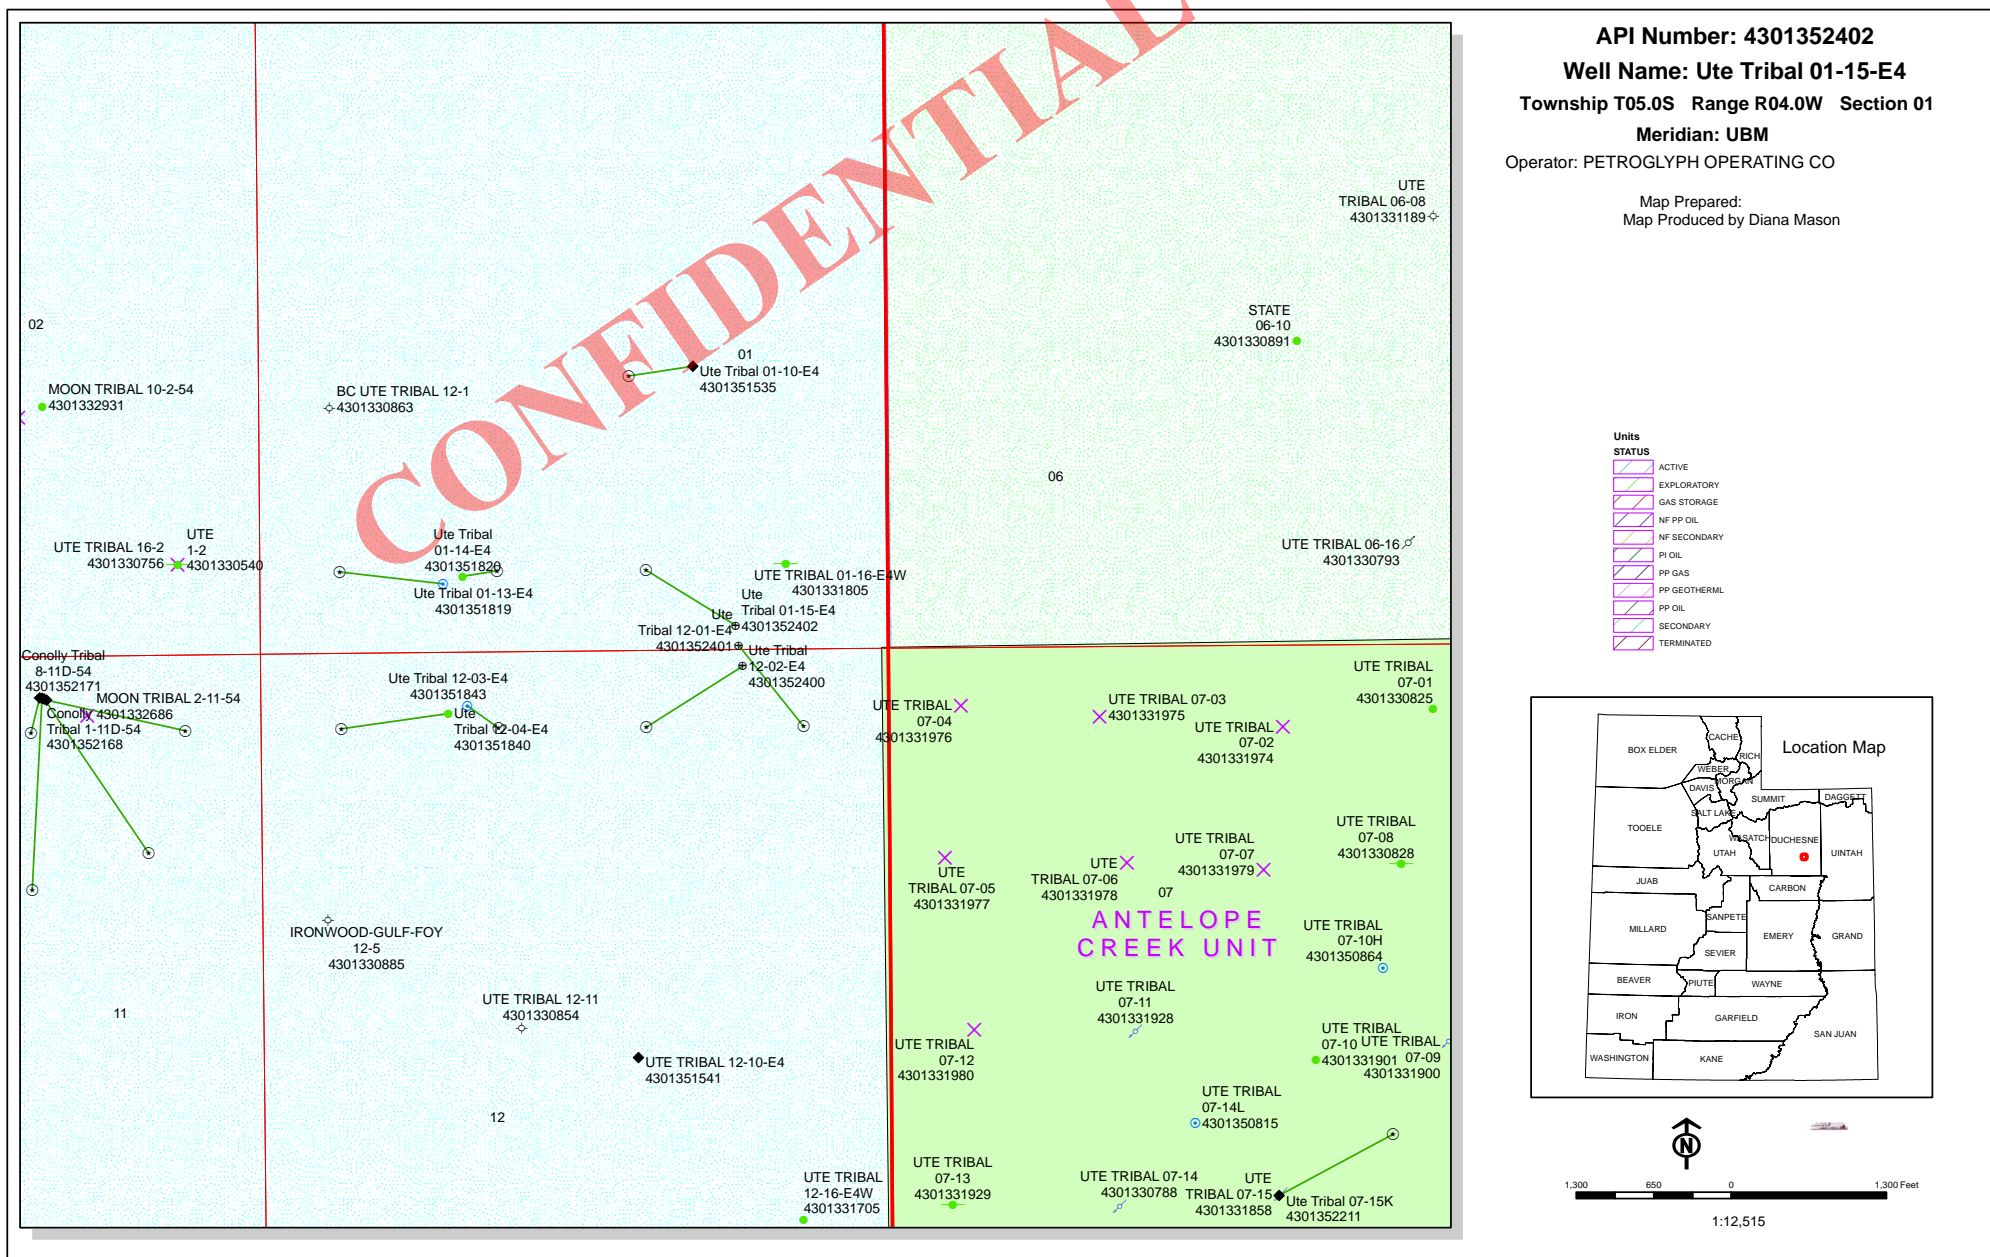 API Number: 4301352402
Well Name: Ute Tribal 01-15-E4
Township T05.0S Range R04.0W Section 01
Meridian: UBM
Operator: PETROGLYPH OPERATING CO
Map Prepared:
Map Produced by Diana Mason
CONFIDENTIAL
UTE
TRIBAL 06-08
4301331189
STATE
06-10
4301330891
02
01
Ute Tribal 01-10-E4
4301351535
MOON TRIBAL 10-2-54
4301332931
BC UTE TRIBAL 12-1
4301330863
06
UTE TRIBAL 16-2
4301330756
UTE
1-2
4301330540
Ute Tribal
01-14-E4
4301351820
Ute Tribal 01-13-E4
4301351819
UTE TRIBAL 01-16-E4W
4301331805
UTE TRIBAL 06-16
4301330793
Ute
Tribal 01-15-E4
4301352402
Ute
Tribal 12-01-E4
4301352401
Ute Tribal
12-02-E4
4301352400
Conolly Tribal
8-11D-54
4301352171
MOON TRIBAL 2-11-54
4301332686
Conolly
Tribal 1-11D-54
4301352168
Ute Tribal 12-03-E4
4301351843
Ute
Tribal 12-04-E4
4301351840
UTE TRIBAL
07-04
4301331976
UTE TRIBAL 07-03
4301331975
UTE TRIBAL
07-02
4301331974
UTE TRIBAL
07-01
4301330825
UTE TRIBAL
07-08
4301330828
UTE TRIBAL
07-07
4301331979
UTE
TRIBAL 07-06
4301331978
UTE
TRIBAL 07-05
4301331977
07
ANTELOPE
CREEK UNIT
IRONWOOD-GULF-FOY
12-5
4301330885
UTE TRIBAL
07-10H
4301350864
UTE TRIBAL
07-11
4301331928
11
UTE TRIBAL 12-11
4301330854
UTE TRIBAL 12-10-E4
4301351541
UTE TRIBAL
07-12
4301331980
UTE TRIBAL
07-10
4301331901
UTE TRIBAL
07-09
4301331900
12
UTE TRIBAL
07-14L
4301350815
UTE TRIBAL
12-16-E4W
4301331705
UTE TRIBAL
07-13
4301331929
UTE TRIBAL 07-14
4301330788
UTE
TRIBAL 07-15
4301331858
Ute Tribal 07-15K
4301352211
Units
STATUS
ACTIVE
EXPLORATORY
GAS STORAGE
NF PP OIL
NF SECONDARY
PI OIL
PP GAS
PP GEOTHERML
PP OIL
SECONDARY
TERMINATED
Location Map
BOX ELDER
CACHE
RICH
WEBER
MORGAN
DAVIS
SUMMIT
DAGGETT
SALT LAKE
TOOELE
WASATCH
DUCHESNE
UTAH
UINTAH
JUAB
CARBON
SANPETE
MILLARD
EMERY
GRAND
SEVIER
BEAVER
PIUTE
WAYNE
IRON
GARFIELD
SAN JUAN
WASHINGTON
KANE
N
1,300 650 0 1,300 Feet
1:12,515